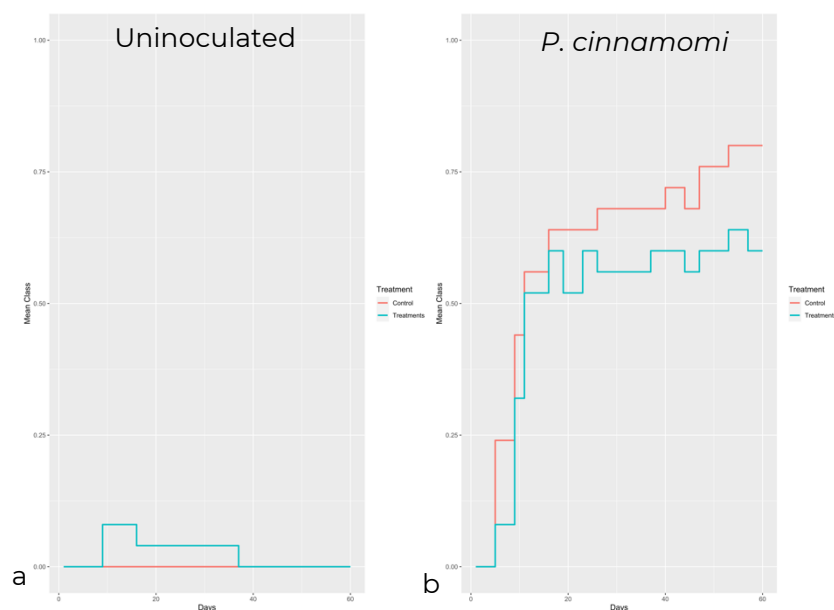 Uninoculated
1.00
0.75
0.50
0.25
0.00
Mean Class
0
20
40
60
Days
Treatment
Control
Treatments
a
P. cinnamomi
1.00
0.75
0.50
0.25
0.00
Mean Class
0
20
40
60
Days
Treatment
Control
Treatment
b